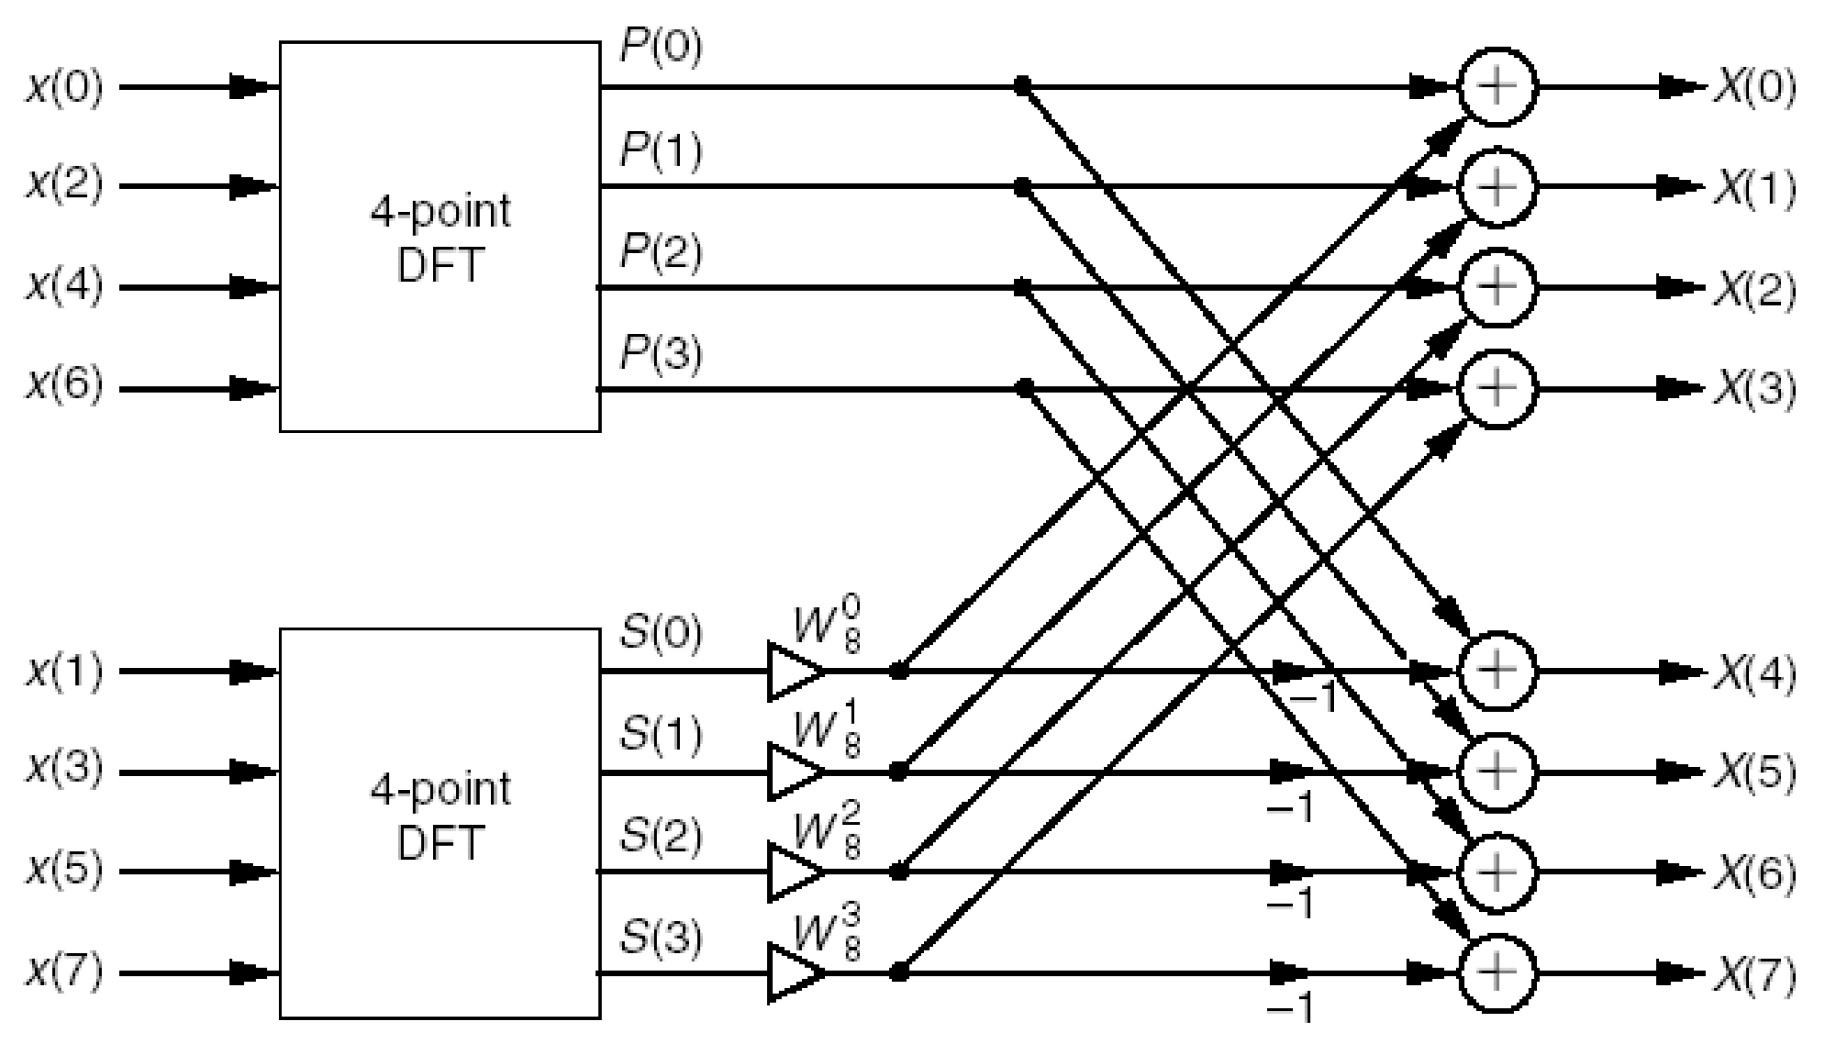 P(0)
x(0)
X(0)
P(1)
x(2)
X(1)
4-point
DFT
P(2)
x(4)
X(2)
P(3)
x(6)
X(3)
S(0)
W_8^0
x(1)
–1
X(4)
S(1)
W_8^1
x(3)
–1
X(5)
4-point
DFT
S(2)
W_8^2
x(5)
–1
X(6)
S(3)
W_8^3
x(7)
–1
X(7)